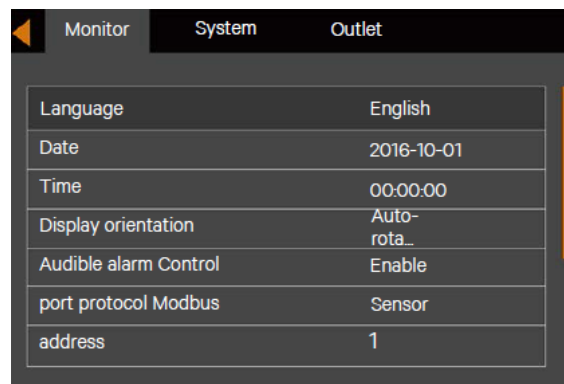 Monitor System Outlet
Language English
Date 2016-10-01
Time 00:00:00
Display orientation Auto-
rota...
Audible alarm Control Enable
port protocol Modbus Sensor
address 1